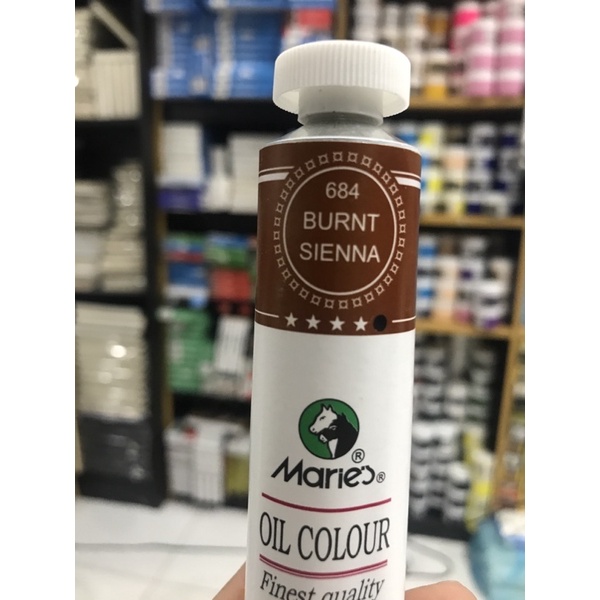 684
BURNT
SIENNA
★★★★●
®
Marie's®
OIL COLOUR
Finest quality